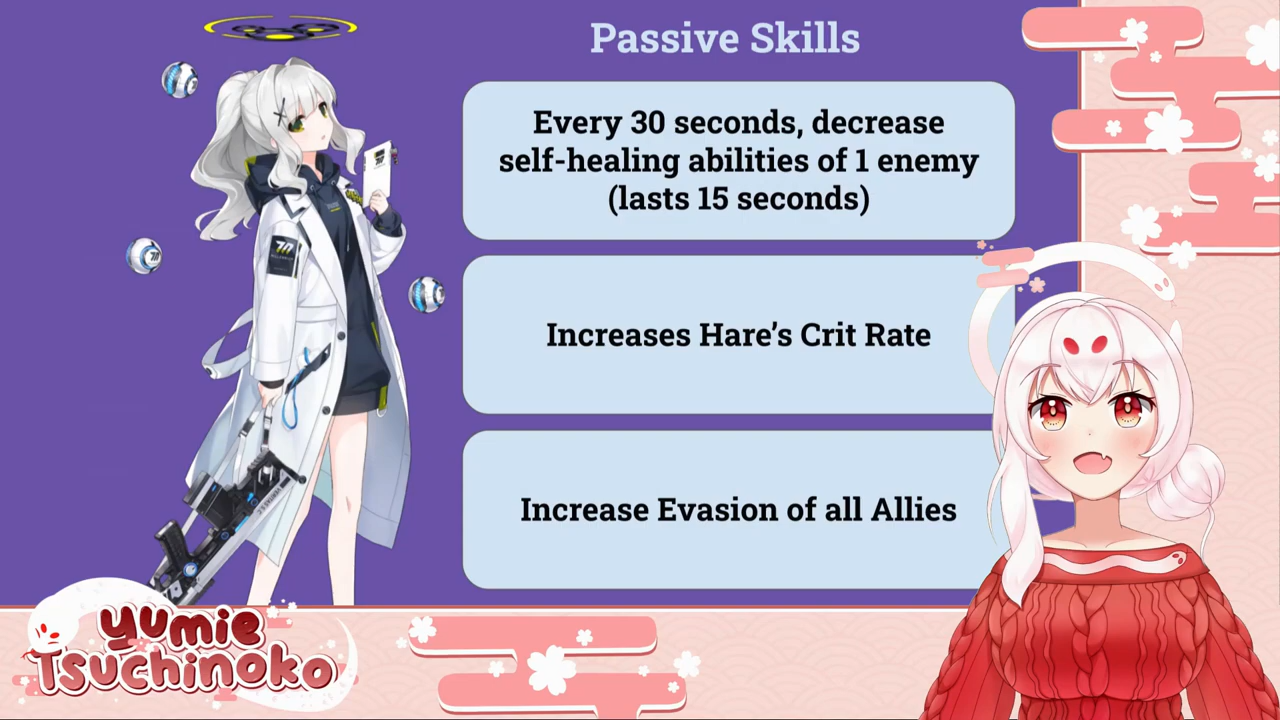 Passive Skills
Every 30 seconds, decrease
self-healing abilities of 1 enemy
(lasts 15 seconds)
Increases Hare's Crit Rate
Increase Evasion of all Allies
MILLENNIUM
yumie
Tsuchinoko